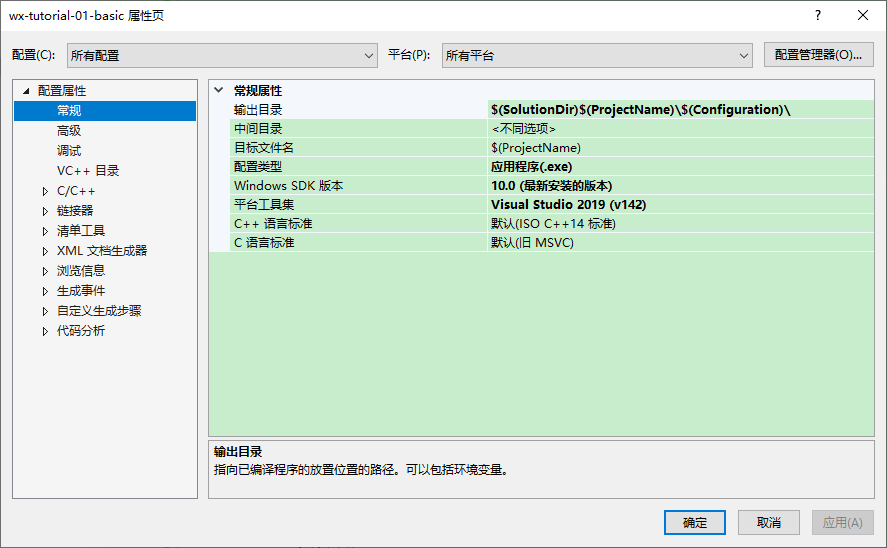 wx-tutorial-01-basic 属性页
配置(C): 所有配置 平台(P): 所有平台 配置管理器(O)...
配置属性
常规
高级
调试
VC++ 目录
C/C++
链接器
清单工具
XML 文档生成器
浏览信息
生成事件
自定义生成步骤
代码分析
常规属性
输出目录 $(SolutionDir)$(ProjectName)\$(Configuration)\
中间目录 <不同选项>
目标文件名 $(ProjectName)
配置类型 应用程序(.exe)
Windows SDK 版本 10.0 (最新安装的版本)
平台工具集 Visual Studio 2019 (v142)
C++ 语言标准 默认(ISO C++14 标准)
C 语言标准 默认(旧 MSVC)
输出目录
指向已编译程序的放置位置的路径。可以包括环境变量。
确定 取消 应用(A)